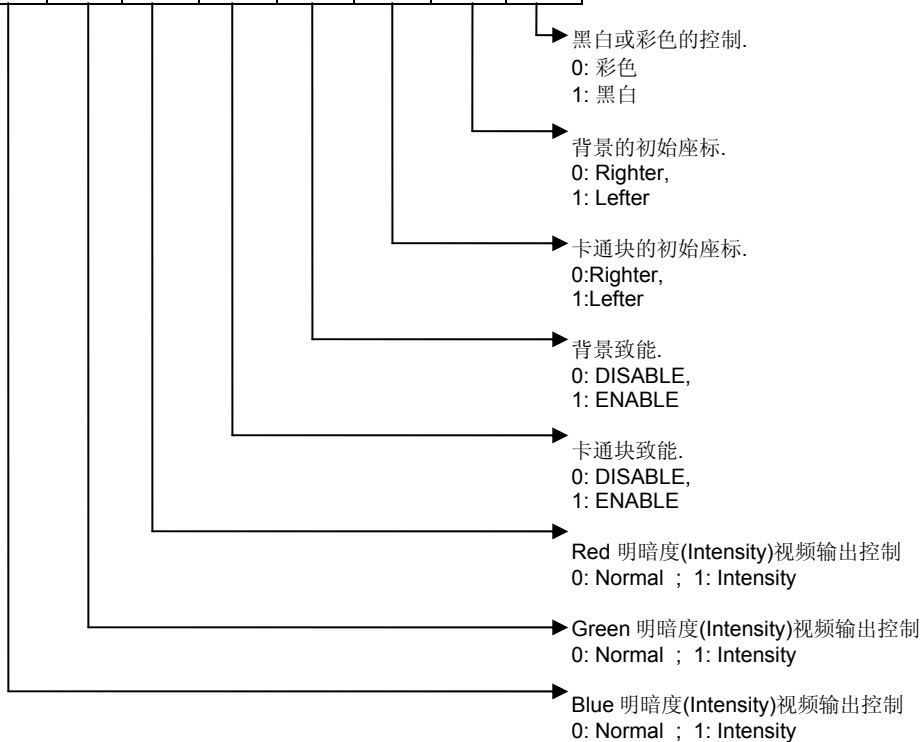 黑白或彩色的控制.
0: 彩色
1: 黑白
背景的初始座标.
0: Righter,
1: Lefter
卡通块的初始座标.
0:Righter,
1:Lefter
背景致能.
0: DISABLE,
1: ENABLE
卡通块致能.
0: DISABLE,
1: ENABLE
Red 明暗度(Intensity)视频输出控制
0: Normal ; 1: Intensity
Green 明暗度(Intensity)视频输出控制
0: Normal ; 1: Intensity
Blue 明暗度(Intensity)视频输出控制
0: Normal ; 1: Intensity